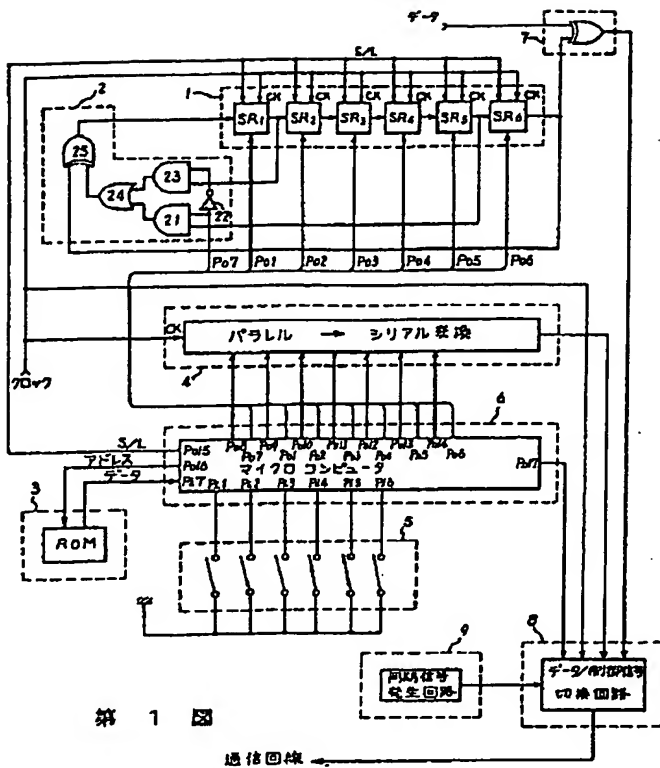 データ
7
S/L
2
1
CK CK CK CK CK CK
SR1 SR2 SR3 SR4 SR5 SR6
25
23
24
22
21
Po7 Po1 Po2 Po3 Po4 Po5 Po6
CK
パラレル → シリアル変換
クロック
4
6
S/L
Po15
Po8 Po9 Po10 Po11 Po12 Po13 Po14
Po7 Po1 Po2 Po3 Po4 Po5 Po6
アドレス
Po16
マイクロコンピュータ
Po17
データ
Pi7
Pi1 Pi2 Pi3 Pi4 Pi5 Pi6
3
ROM
5
9
8
同期信号
発生回路
データ/制御信号
切換回路
第 1 図
通信回線